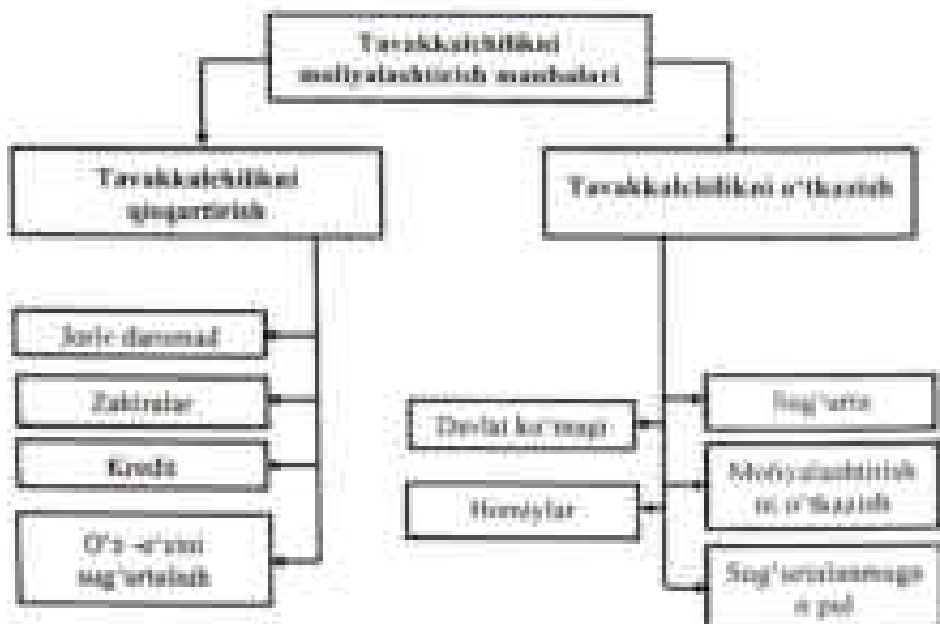 Tavakkalchilikni
moliyalashtirish manbalari
Tavakkalchilikni
qisqartirish
Tavakkalchilikni o‘tkazish
Joriy daromad
Zahiralar
Kredit
O‘z -o‘zini
sug‘urtalash
Davlat ko‘magi
Homiylar
Sug‘urta
Moliyalashtirish
ni o‘tkazish
Sug‘urtalanmaga
n pul